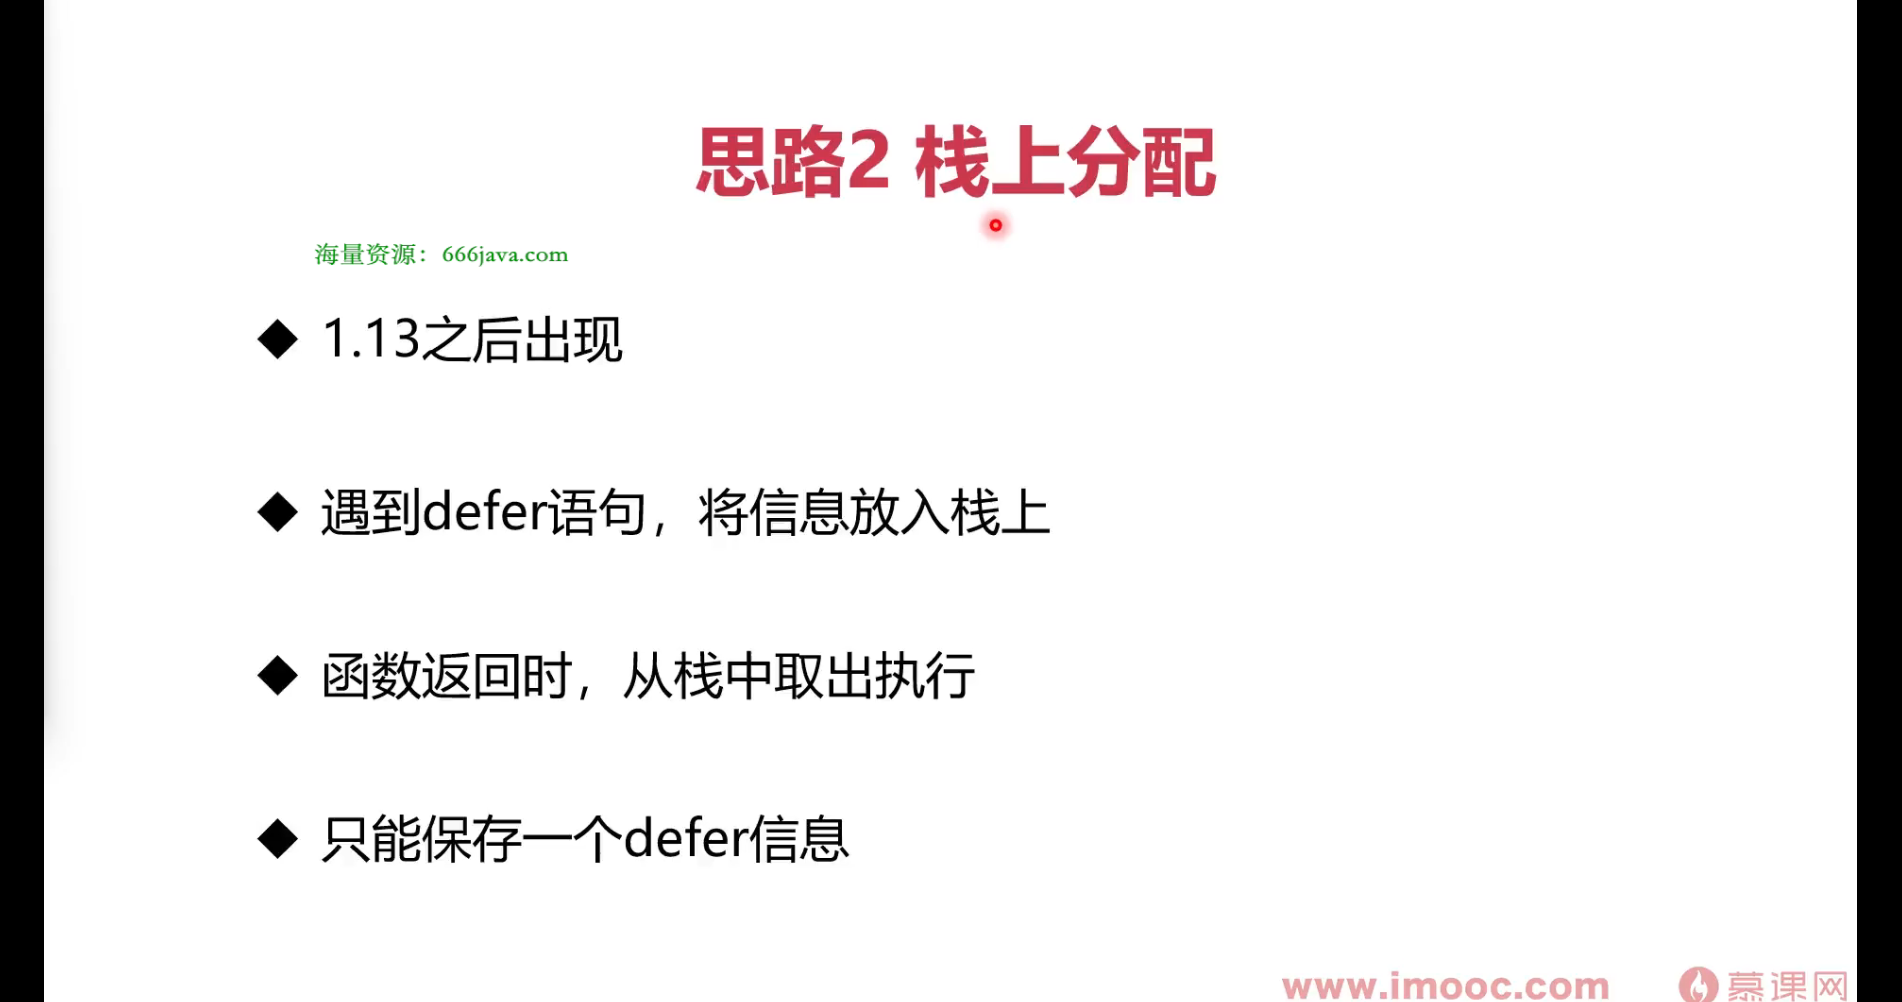 思路2 栈上分配
海量资源：666java.com
◆ 1.13之后出现
◆ 遇到defer语句，将信息放入栈上
◆ 函数返回时，从栈中取出执行
◆ 只能保存一个defer信息
www.imooc.com 慕课网